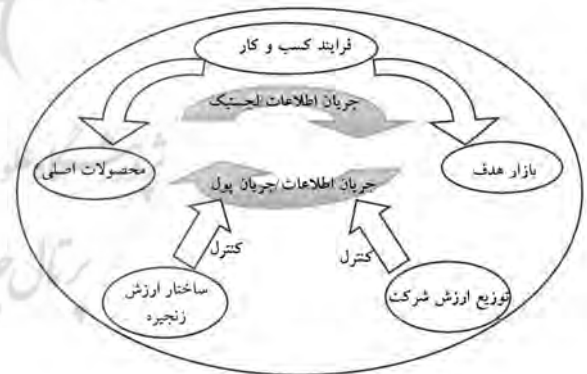 فرایند کسب و کار
جریان اطلاعات/لجستیک
محصولات اصلی
بازار هدف
جریان اطلاعات/جریان پول
کنترل
کنترل
ساختار ارزش
زنجیره
توزیع ارزش شرکت